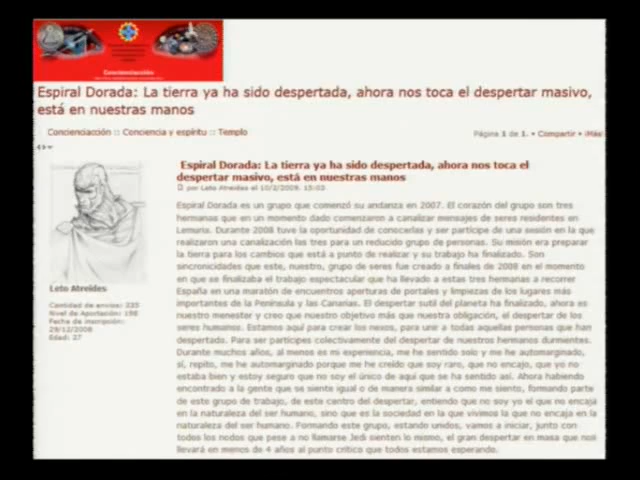 Concienciacción
Espiral Dorada: La tierra ya ha sido despertada, ahora nos toca el despertar masivo,
está en nuestras manos
Concienciacción :: Conciencia y espíritu :: Templo
Página 1 de 1. • Compartir • ¡Más!
Espiral Dorada: La tierra ya ha sido despertada, ahora nos toca el
despertar masivo, está en nuestras manos
por Leto Atreides el 10/2/2009, 15:03
Espiral Dorada es un grupo que comenzó su andanza en 2007. El corazón del grupo son tres
hermanas que en un momento dado comenzaron a canalizar mensajes de seres residentes en
Lemuria. Durante 2008 tuve la oportunidad de conocerlas y ser partícipe de una sesión en la que
realizaron una canalización las tres para un reducido grupo de personas. Su misión era preparar
la tierra para los cambios que está a punto de realizar y su trabajo ha finalizado. Son
sincronicidades que este, nuestro, grupo de seres fue creado a finales de 2008 en el momento
en que se finalizaba el trabajo espectacular que ha llevado a estas tres hermanas a recorrer
España en una maratón de encuentros aperturas de portales y limpiezas de los lugares más
importantes de la Península y las Canarias. El despertar sutil del planeta ha finalizado, ahora es
nuestro menester y creo que nuestro objetivo más que nuestra obligación, el despertar de los
seres humanos. Estamos aquí para crear los nexos, para unir a todas aquellas personas que han
despertado. Para ser partícipes colectivamente del despertar de nuestros hermanos durmientes.
Durante muchos años, al menos es mi experiencia, me he sentido solo y me he automarginado,
sí, repito, me he automarginado porque me he creído que soy raro, que no encajo, que yo no
estaba bien y estoy seguro que no soy el único de aquí que se ha sentido así. Ahora habiendo
encontrado a la gente que se siente igual o de manera similar a como me siento, formando parte
de este grupo de trabajo, de este centro del despertar, entiendo que no soy yo el que no encaja
en la naturaleza del ser humano, sino que es la sociedad en la que vivimos la que no encaja en la
naturaleza del ser humano. Formando este grupo, estando unidos, vamos a iniciar, junto con
todos los nodos que pese a no llamarse Jedi sienten lo mismo, el gran despertar en masa que nos
llevará en menos de 4 años al punto crítico que todos estamos esperando.
Leto Atreides
Cantidad de envíos: 335
Nivel de Aportación: 198
Fecha de inscripción:
29/12/2008
Edad: 27